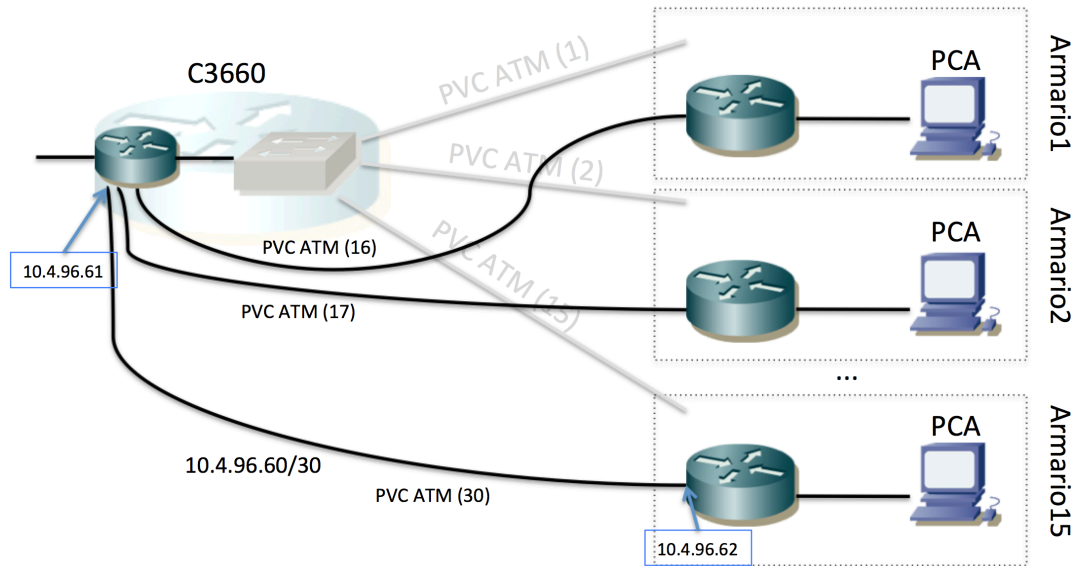 C3660
PVC ATM (1)
PVC ATM (2)
PVC ATM (15)
PVC ATM (16)
PVC ATM (17)
PVC ATM (30)
10.4.96.61
10.4.96.60/30
10.4.96.62
PCA
Armario1
PCA
Armario2
...
PCA
Armario15